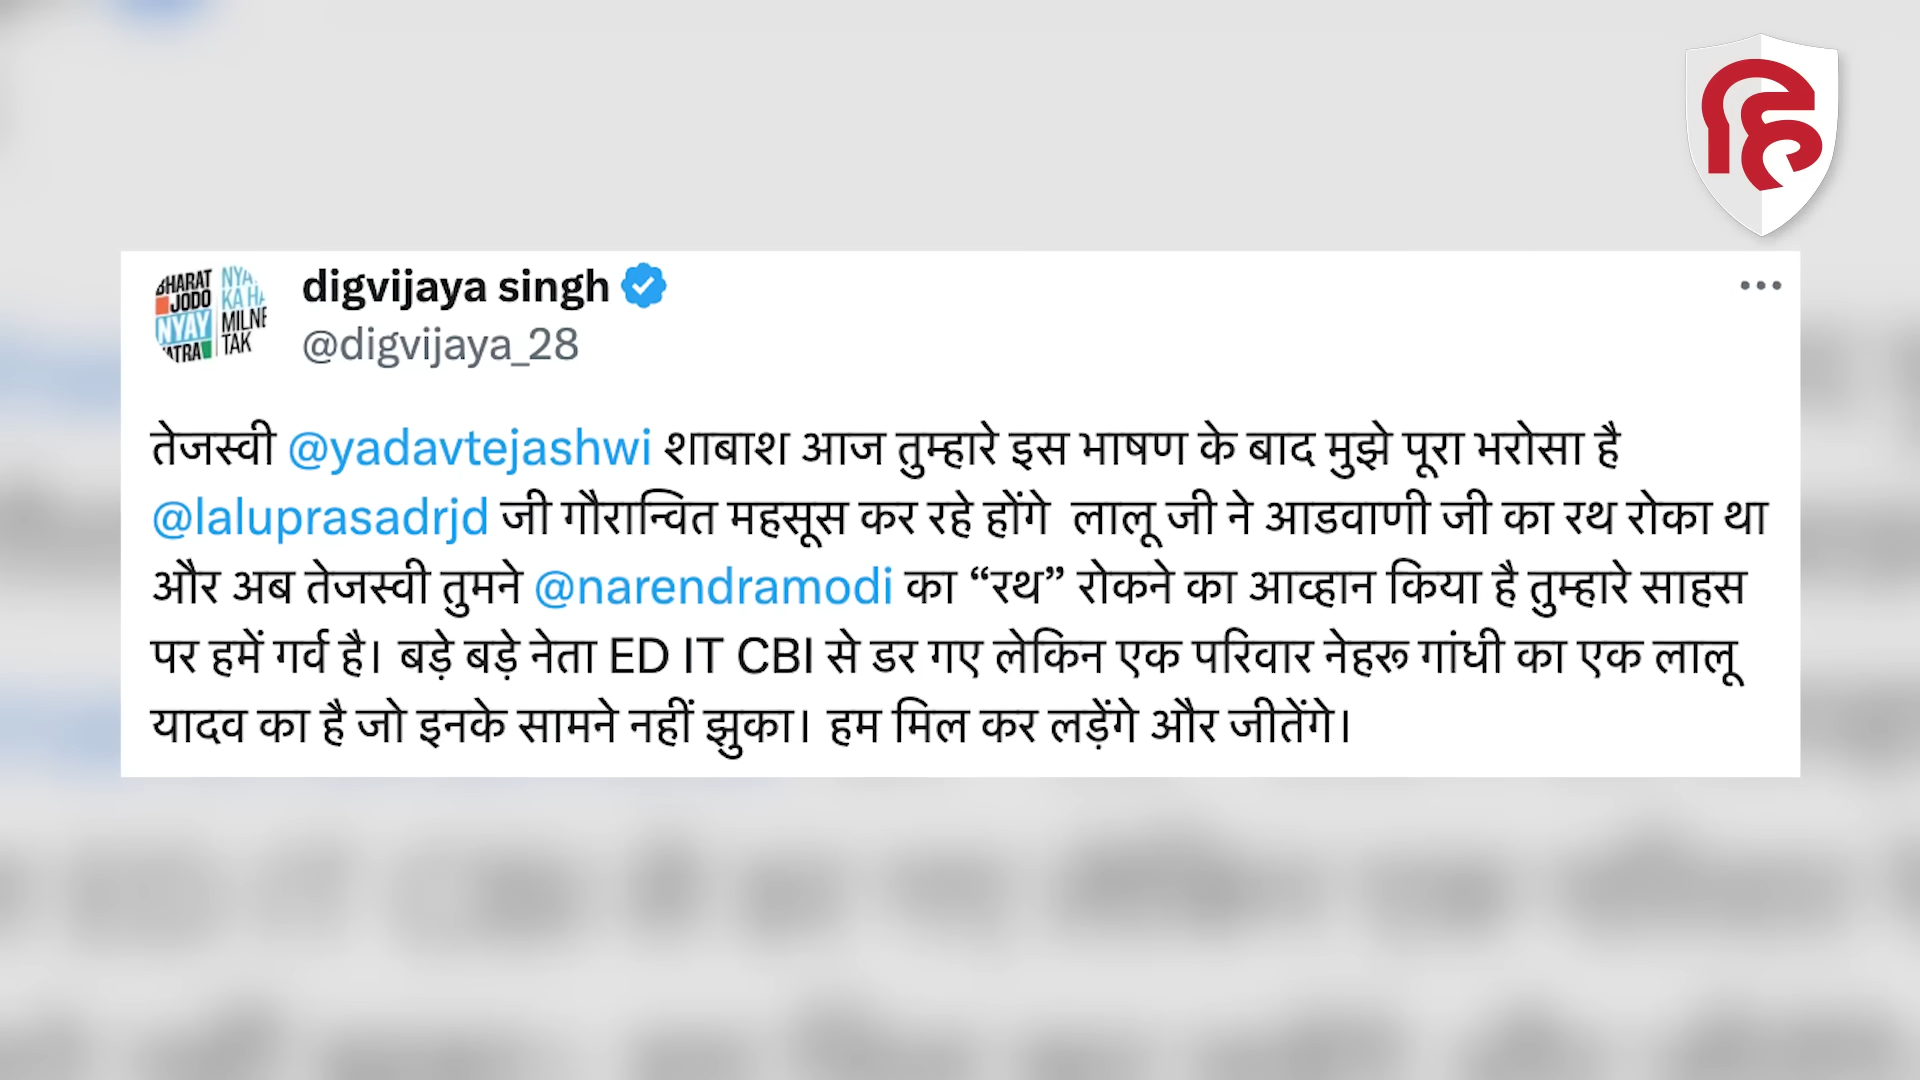 हि
BHARAT
JODO
NYAY
YATRA
NYA
KA HA
MILNE
TAK
digvijaya singh
@digvijaya_28
तेजस्वी @yadavtejashwi शाबाश आज तुम्हारे इस भाषण के बाद मुझे पूरा भरोसा है
@laluprasadrjd जी गौरान्वित महसूस कर रहे होंगे लालू जी ने आडवाणी जी का रथ रोका था
और अब तेजस्वी तुमने @narendramodi का “रथ” रोकने का आव्हान किया है तुम्हारे साहस
पर हमें गर्व है। बड़े बड़े नेता ED IT CBI से डर गए लेकिन एक परिवार नेहरू गांधी का एक लालू
यादव का है जो इनके सामने नहीं झुका। हम मिल कर लड़ेंगे और जीतेंगे।